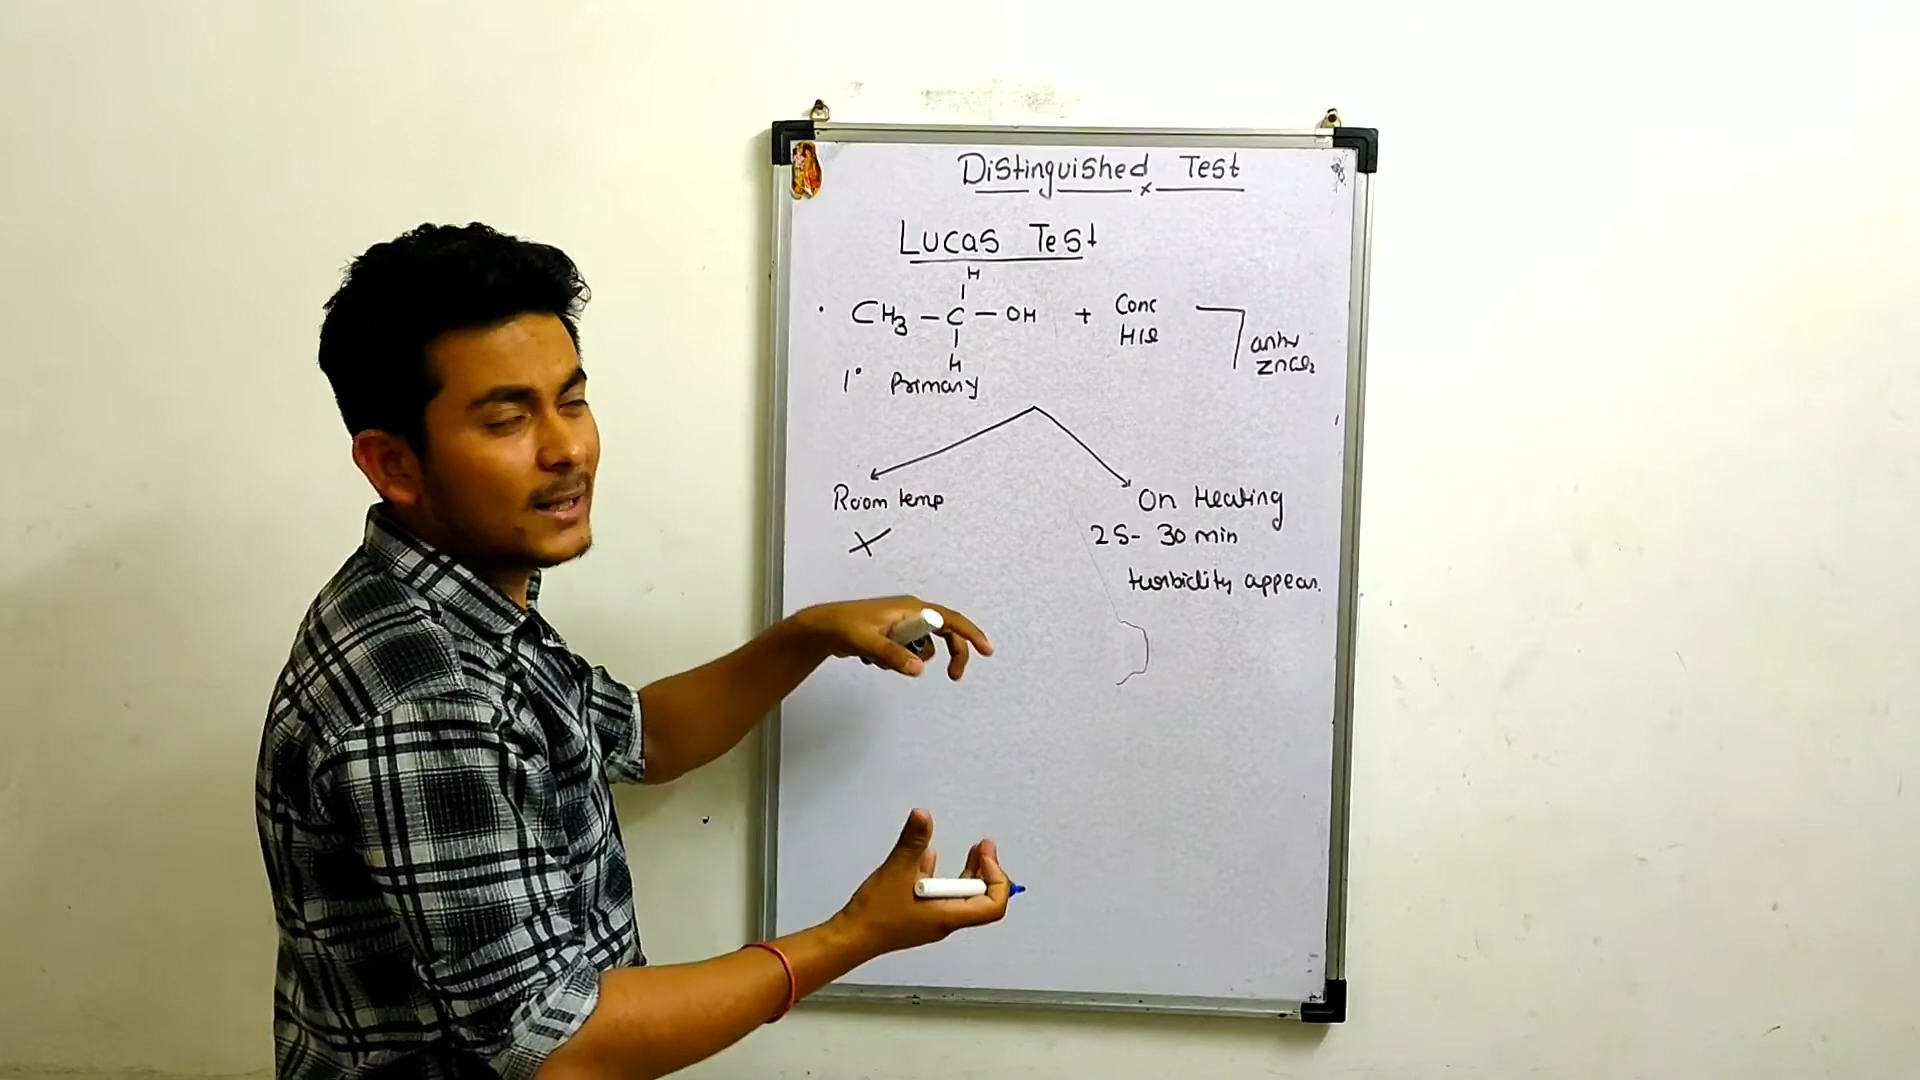 Distinguished Test
Lucas Test
H
CH3 - C - OH + Conc HCl
H
anhy ZnCl2
1° Primary
Room temp
On Heating
25- 30 min
turbidity appear.